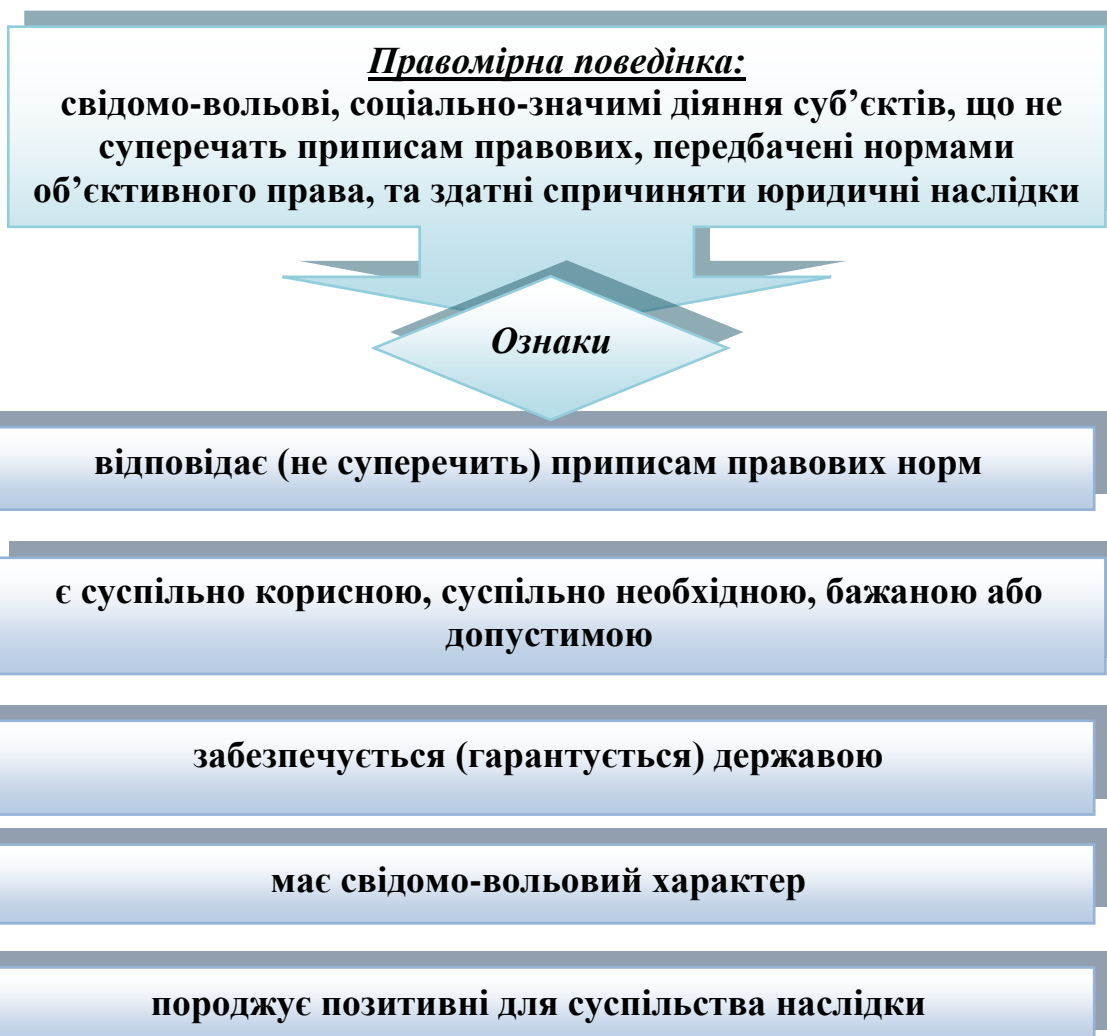 Правомірна поведінка:
свідомо-вольові, соціально-значимі діяння суб’єктів, що не
суперечать приписам правових, передбачені нормами
об’єктивного права, та здатні спричиняти юридичні наслідки
Ознаки
відповідає (не суперечить) приписам правових норм
є суспільно корисною, суспільно необхідною, бажаною або
допустимою
забезпечується (гарантується) державою
має свідомо-вольовий характер
породжує позитивні для суспільства наслідки